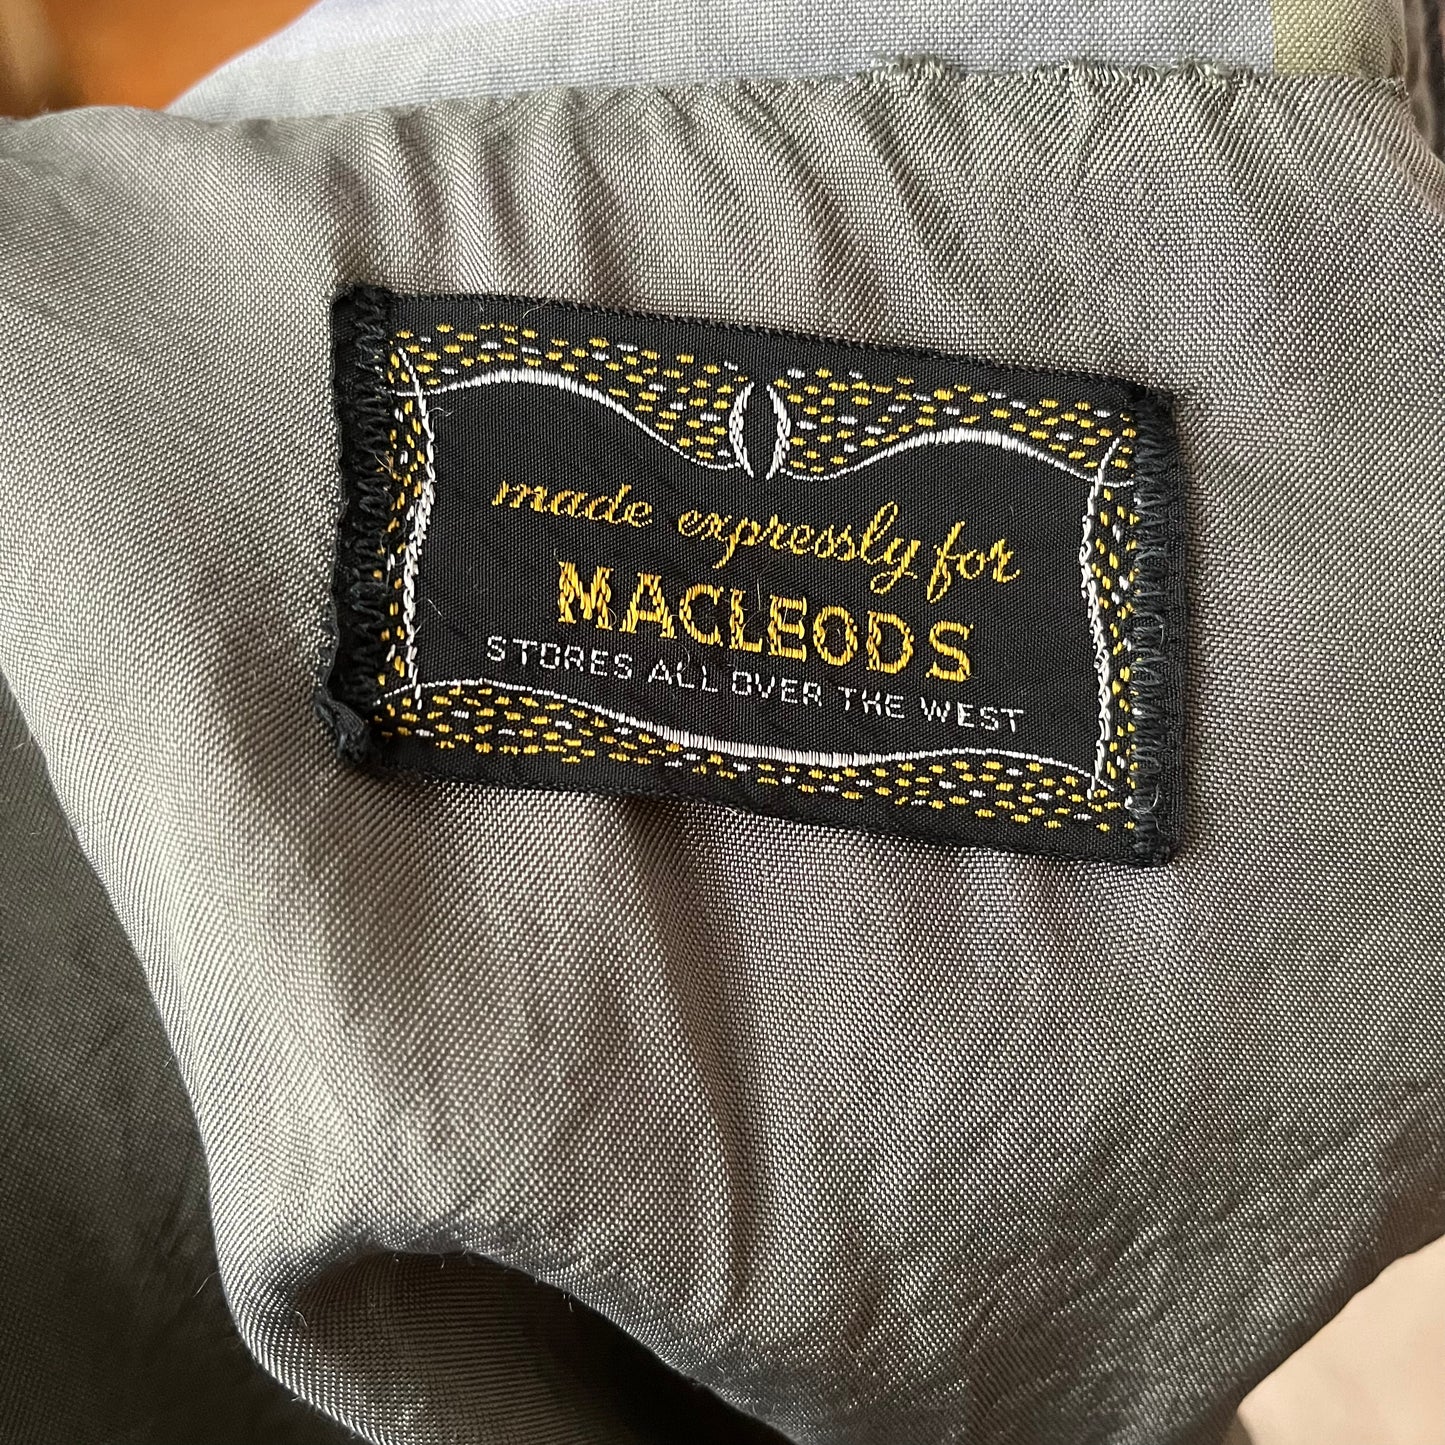 made expressly for
MACLEODS
STORES ALL OVER THE WEST